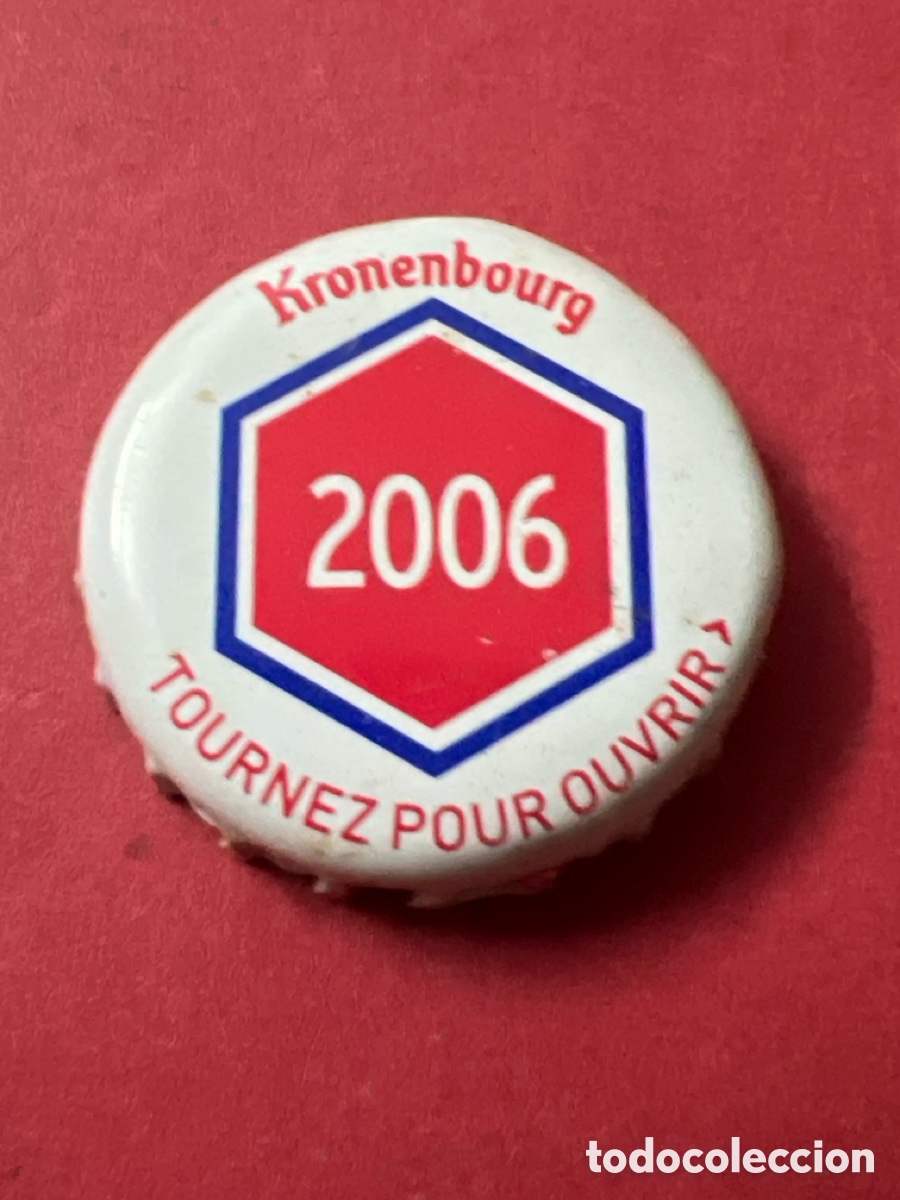 Kronenbourg
2006
TOURNEZ POUR OUVRIR >
todocoleccion